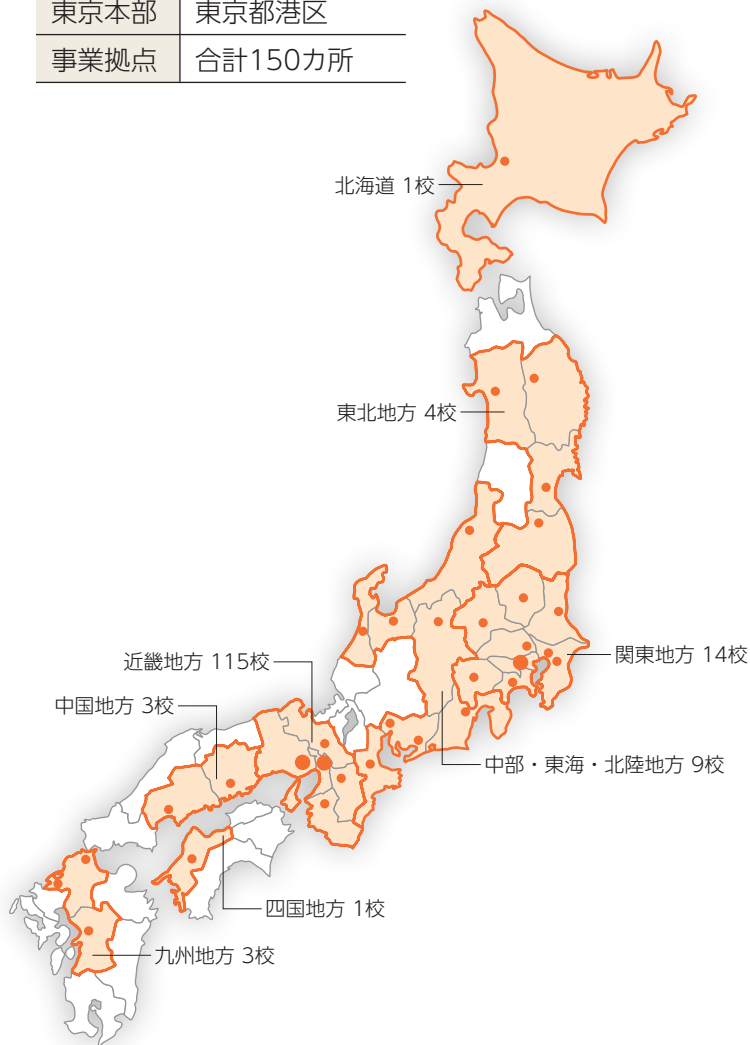 東京本部 東京都港区
事業拠点 合計150カ所
北海道 1校
東北地方 4校
関東地方 14校
近畿地方 115校
中国地方 3校
中部・東海・北陸地方 9校
四国地方 1校
九州地方 3校